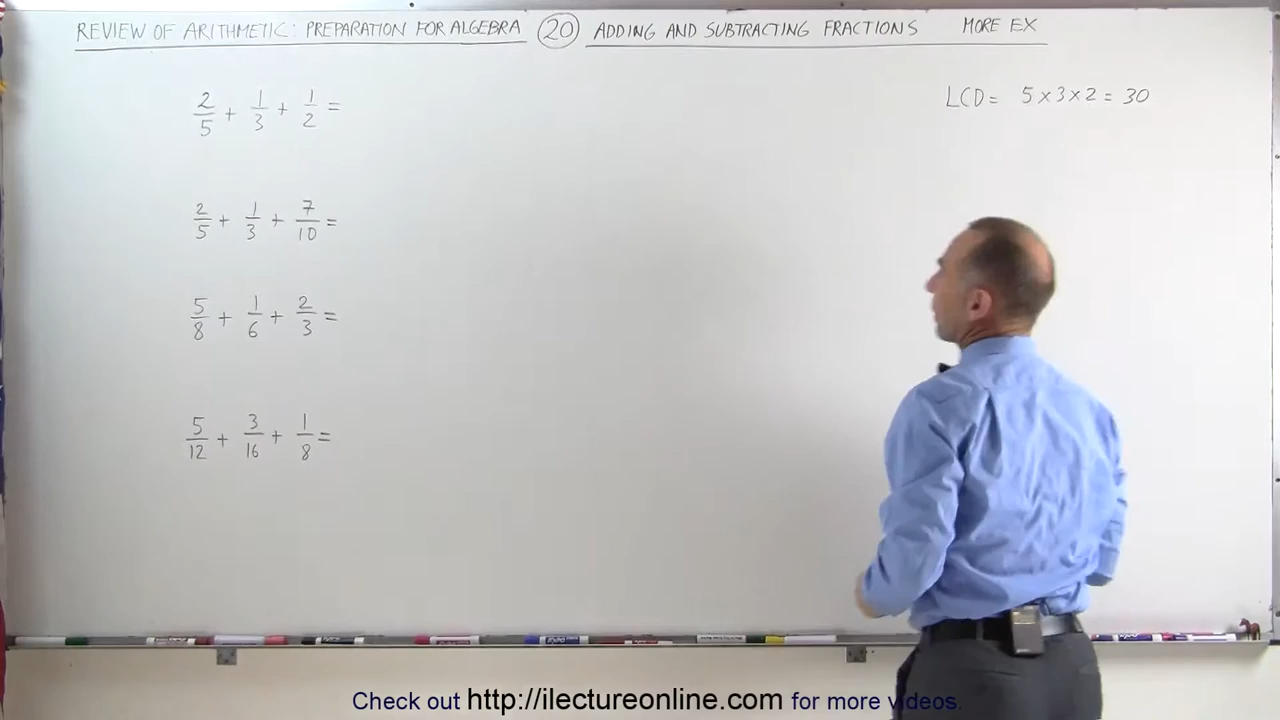 REVIEW OF ARITHMETIC: PREPARATION FOR ALGEBRA 20 ADDING AND SUBTRACTING FRACTIONS MORE EX
2/5 + 1/3 + 1/2 =
LCD = 5 × 3 × 2 = 30
2/5 + 1/3 + 7/10 =
5/8 + 1/6 + 2/3 =
5/12 + 3/16 + 1/8 =
Check out http://ilectureonline.com for more videos.